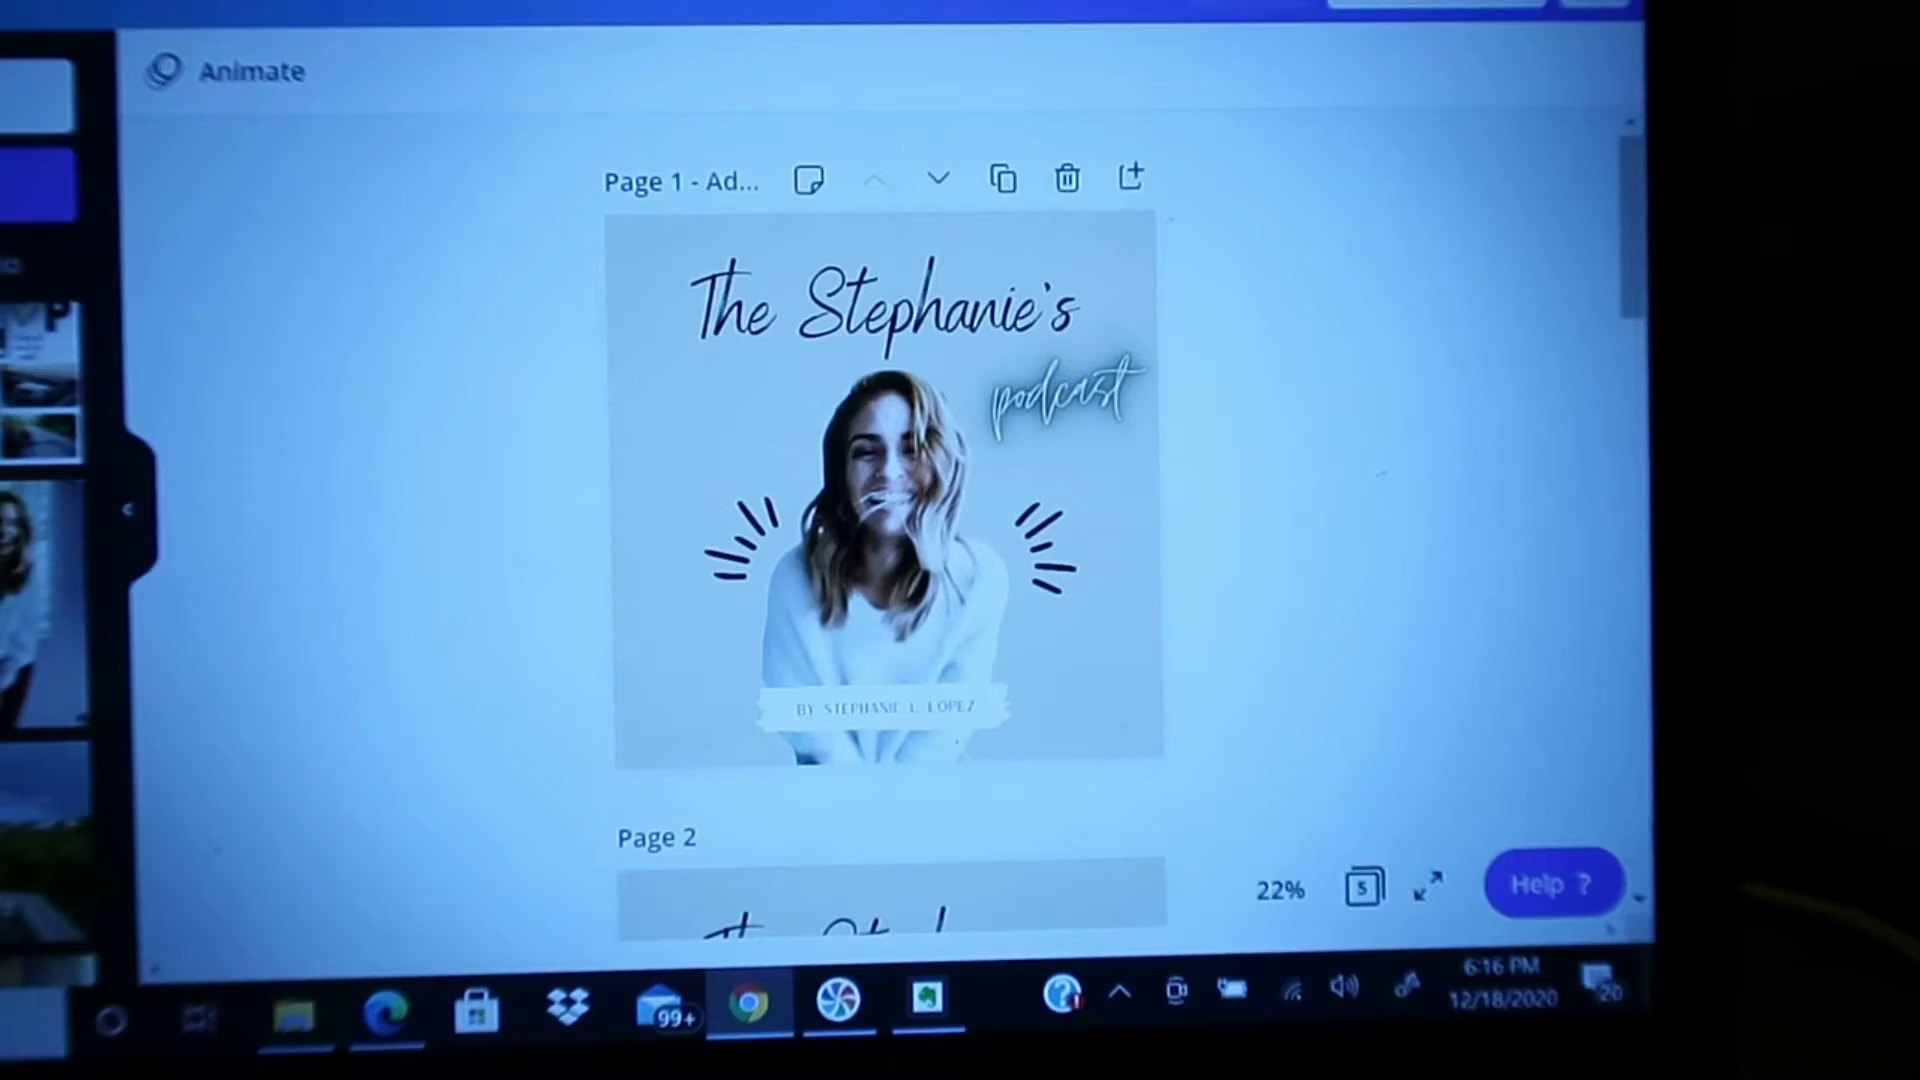 Animate
Page 1 - Ad...
The Stephanie's
podcast
BY STEPHANIE L. LOPEZ
Page 2
22%
5
Help ?
99+
6:16 PM
12/18/2020
20